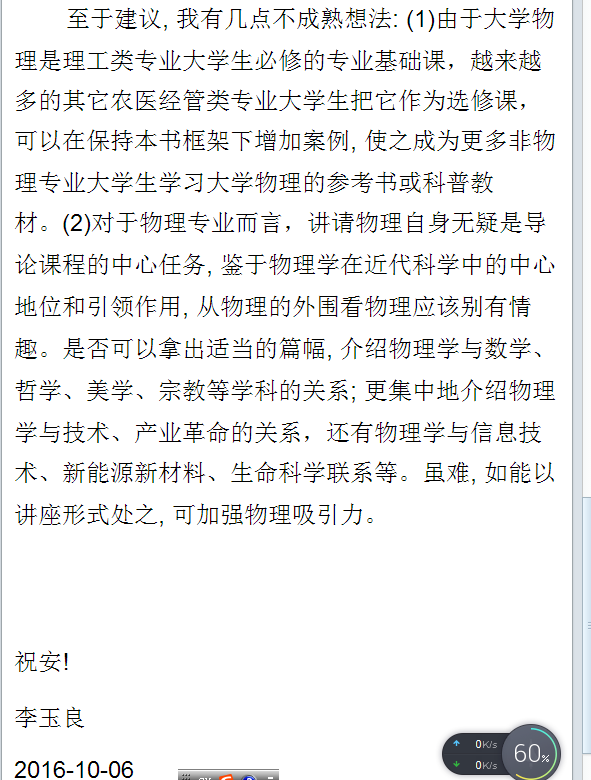 至于建议, 我有几点不成熟想法: (1)由于大学物
理是理工类专业大学生必修的专业基础课，越来越
多的其它农医经管类专业大学生把它作为选修课，
可以在保持本书框架下增加案例, 使之成为更多非物
理专业大学生学习大学物理的参考书或科普教
材。(2)对于物理专业而言，讲请物理自身无疑是导
论课程的中心任务, 鉴于物理学在近代科学中的中心
地位和引领作用, 从物理的外围看物理应该别有情
趣。是否可以拿出适当的篇幅, 介绍物理学与数学、
哲学、美学、宗教等学科的关系; 更集中地介绍物理
学与技术、产业革命的关系，还有物理学与信息技
术、新能源新材料、生命科学联系等。虽难, 如能以
讲座形式处之, 可加强物理吸引力。
祝安!
李玉良
2016-10-06
0K/s
0K/s
60%